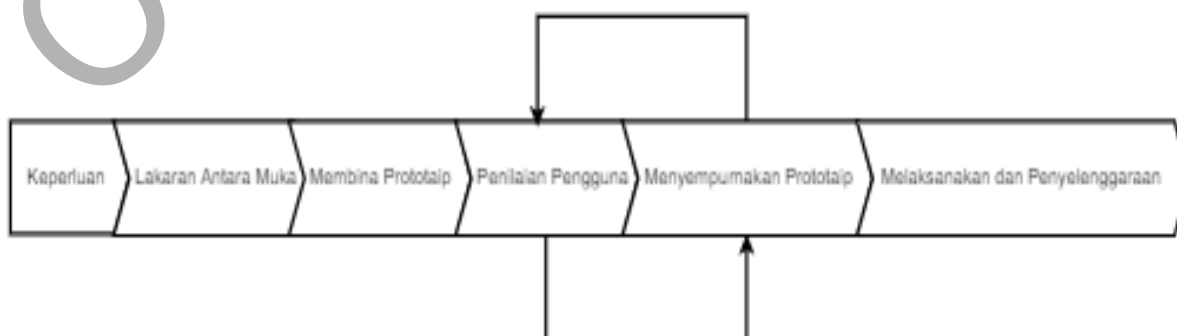 Keperluan
Lakaran Antara Muka
Membina Prototaip
Penilaian Pengguna
Menyempurnakan Prototaip
Melaksanakan dan Penyelenggaraan